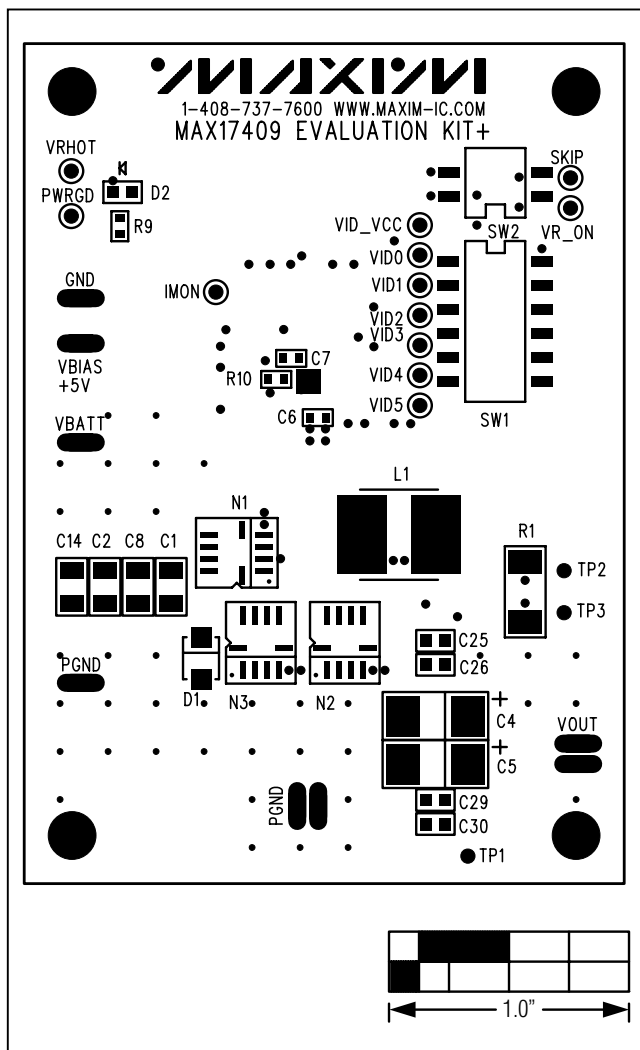 MAXIM
1-408-737-7600 WWW.MAXIM-IC.COM
MAX17409 EVALUATION KIT+
VRHOT
SKIP
D2
PWRGD
R9
VID_VCC
SW2
VR_ON
VID0
GND
IMON
VID1
VID2
VID3
VBIAS
+5V
C7
R10
VID4
VID5
C6
SW1
VBATT
L1
N1
R1
C14
C2
C8
C1
TP2
TP3
C25
C26
PGND
D1
N3
N2
C4
+
VOUT
C5
+
PGND
C29
C30
TP1
1.0”